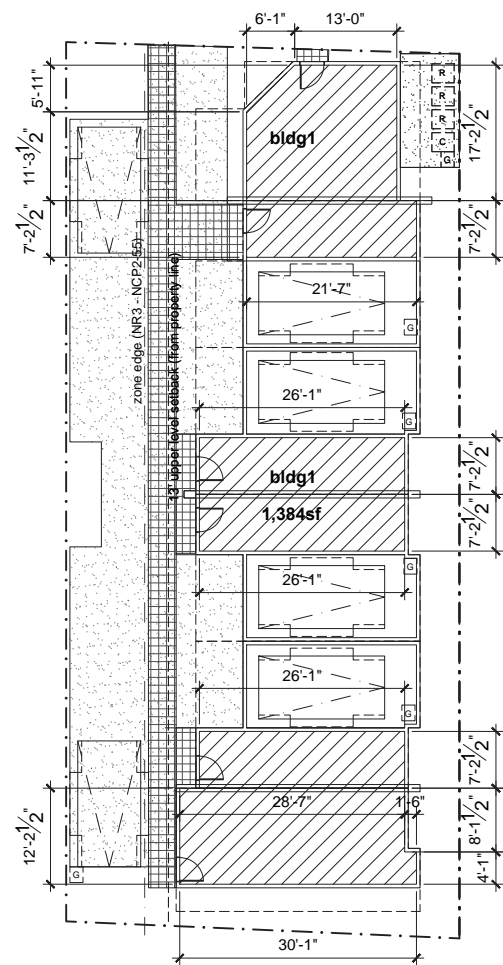 6'-1"
13'-0"
5'-11"
11'-3 1/2"
7'-2 1/2"
R
R
R
C
G
17'-2 1/2"
bldg1
7'-2 1/2"
zone edge (NR3 - NCP2-55)
13' upper level setback (from property line)
21'-7"
G
26'-1"
G
bldg1
1,384sf
7'-2 1/2"
7'-2 1/2"
26'-1"
G
26'-1"
G
7'-2 1/2"
28'-7"
1'-6"
8'-1 1/2"
12'-2 1/2"
4'-1"
G
30'-1"